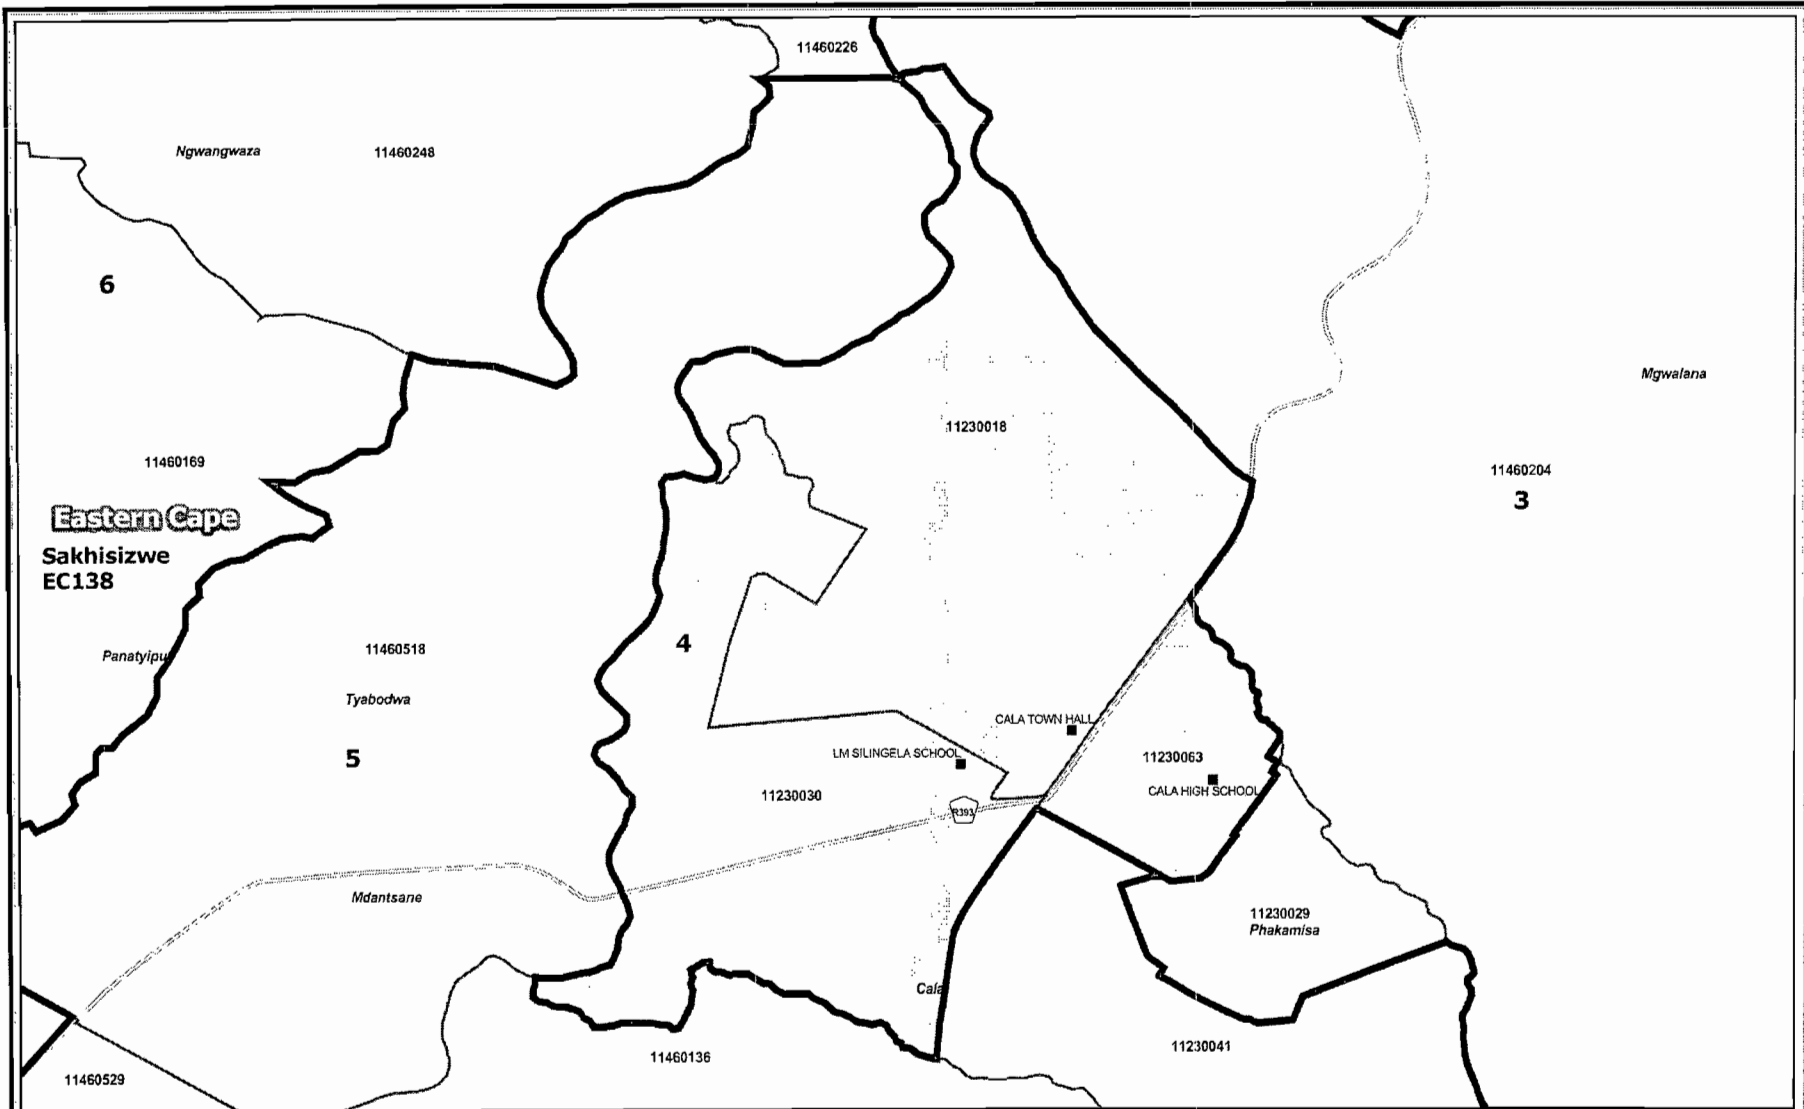 11460226
Ngwangwaza
11460248
6
Mgwalana
11230018
11460169
11460204
3
Eastern Cape
Sakhisizwe
EC138
4
11460518
Tyabodwa
CALA TOWN HALL
LM SILINGELA SCHOOL
5
11230063
CALA HIGH SCHOOL
11230030
R393
Mdantsane
11230029
Phakamisa
Cala
11230041
11460136
11460529